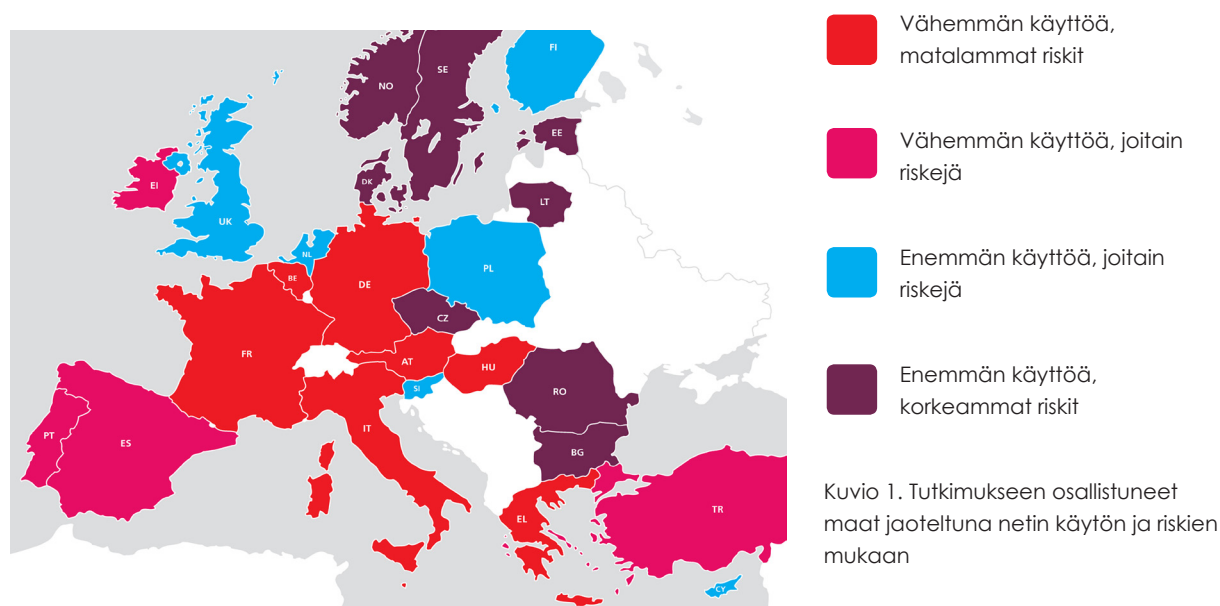 FI
NO
SE
EE
DK
LT
EI
UK
NL
PL
BE
DE
CZ
FR
AT
HU
SI
RO
IT
BG
PT
ES
EL
TR
CY
Vähemmän käyttöä,
matalammat riskit
Vähemmän käyttöä, joitain
riskejä
Enemmän käyttöä, joitain
riskejä
Enemmän käyttöä,
korkeammat riskit
Kuvio 1. Tutkimukseen osallistuneet
maat jaoteltuna netin käytön ja riskien
mukaan